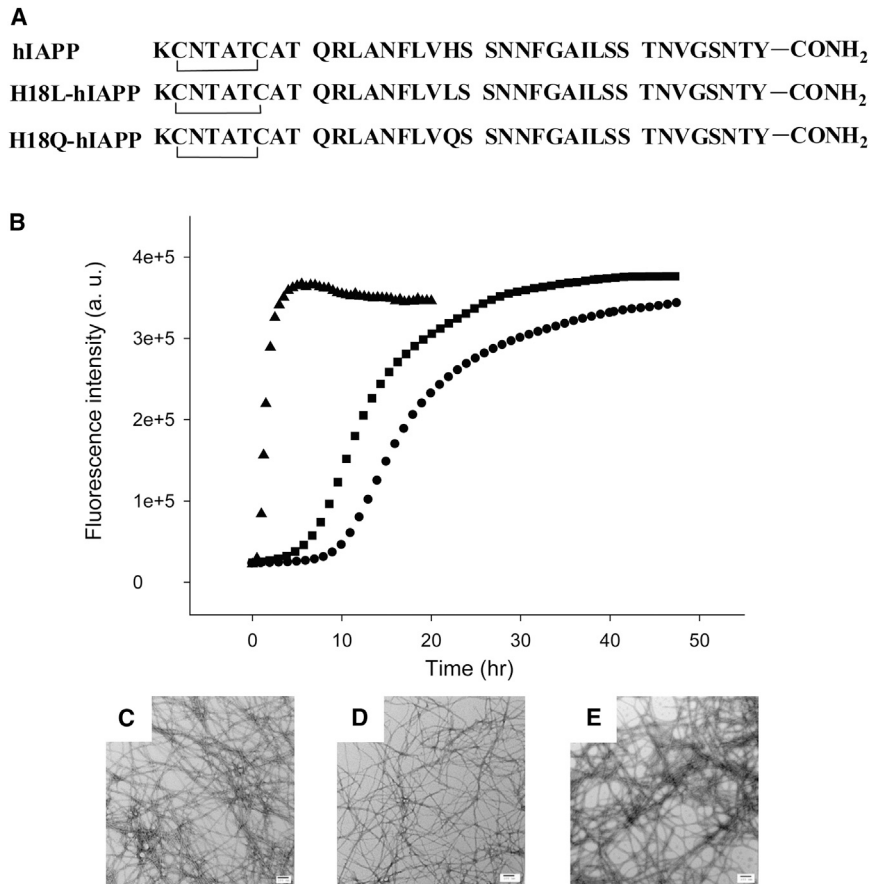 A
hIAPP KCNTATCAT QRLANFLVHS SNNFGAILSS TNVGSNTY—CONH₂
H18L-hIAPP KCNTATCAT QRLANFLVLS SNNFGAILSS TNVGSNTY—CONH₂
H18Q-hIAPP KCNTATCAT QRLANFLVQS SNNFGAILSS TNVGSNTY—CONH₂
B
Fluorescence intensity (a. u.)
4e+5
3e+5
2e+5
1e+5
0
0 10 20 30 40 50
Time (hr)
C D E